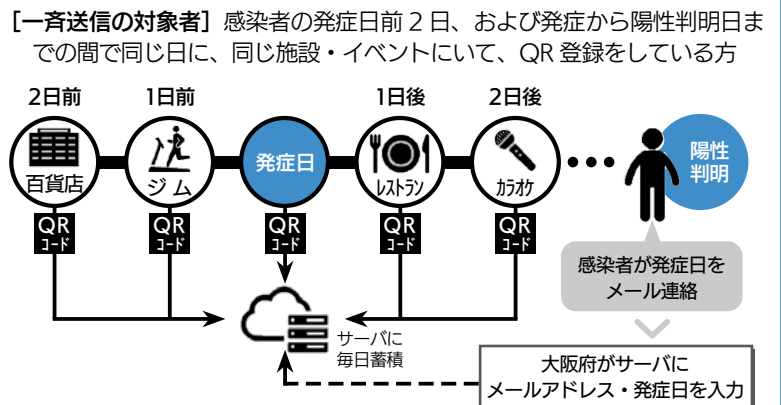 [一斉送信の対象者] 感染者の発症日前2日、および発症から陽性判明日ま
での間で同じ日に、同じ施設・イベントにいて、QR登録をしている方
2日前 1日前 1日後 2日後
百貨店
ジム
発症日
レストラン
カラオケ
陽性
判明
QR
コード
QR
コード
QR
コード
QR
コード
QR
コード
感染者が発症日を
メール連絡
サーバに
毎日蓄積
大阪府がサーバに
メールアドレス・発症日を入力